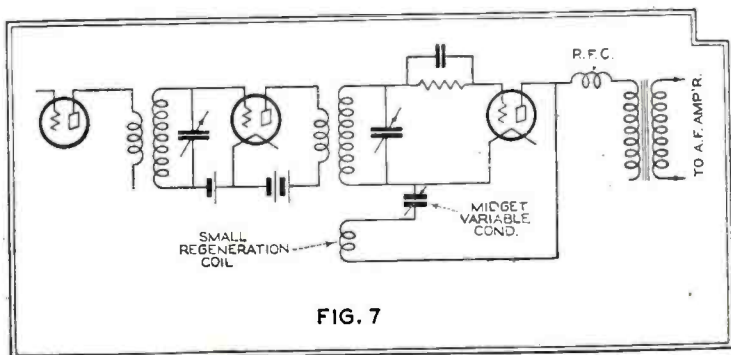 R.F.C.
TO A.F. AMP'R.
MIDGET
VARIABLE
COND.
SMALL
REGENERATION
COIL
FIG. 7